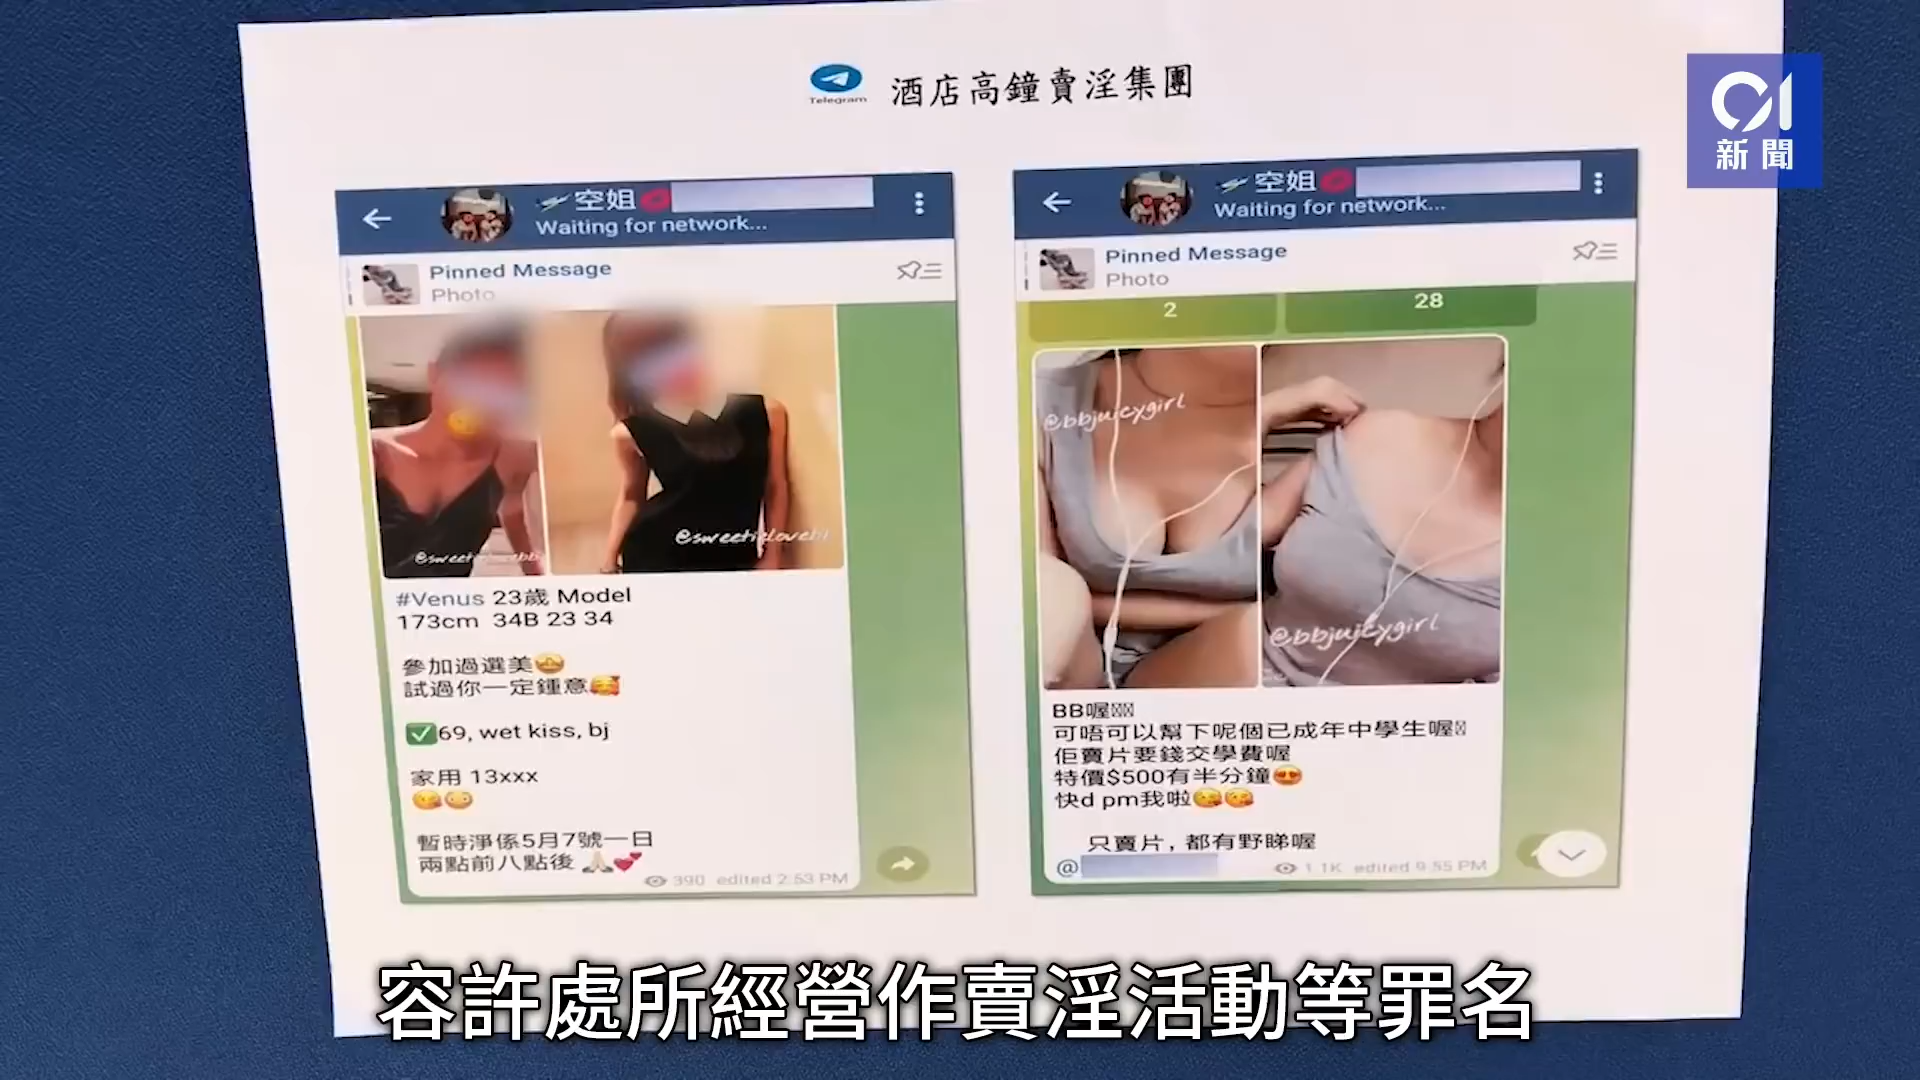 Telegram 酒店高鐘賣淫集團
01
新聞
空姐
Waiting for network...
Pinned Message
Photo
@sweetielovebb
@sweetielovebb
#Venus 23歲 Model
173cm 34B 23 34
參加過選美🤩
試過你一定鍾意🥰
✅69, wet kiss, bj
家用 13xxx
😘😳
暫時淨係5月7號一日
兩點前八點後 🙏🏻💕
390 edited 2:53 PM
空姐
Waiting for network...
Pinned Message
Photo
2
28
@bbjuicygirl
@bbjuicygirl
BB喔
可唔可以幫下呢個已成年中學生喔
佢賣片要錢交學費喔
特價$500有半分鐘😍
快d pm我啦😘😘
只賣片，都有野睇喔
@
1.1K edited 9:55 PM
容許處所經營作賣淫活動等罪名